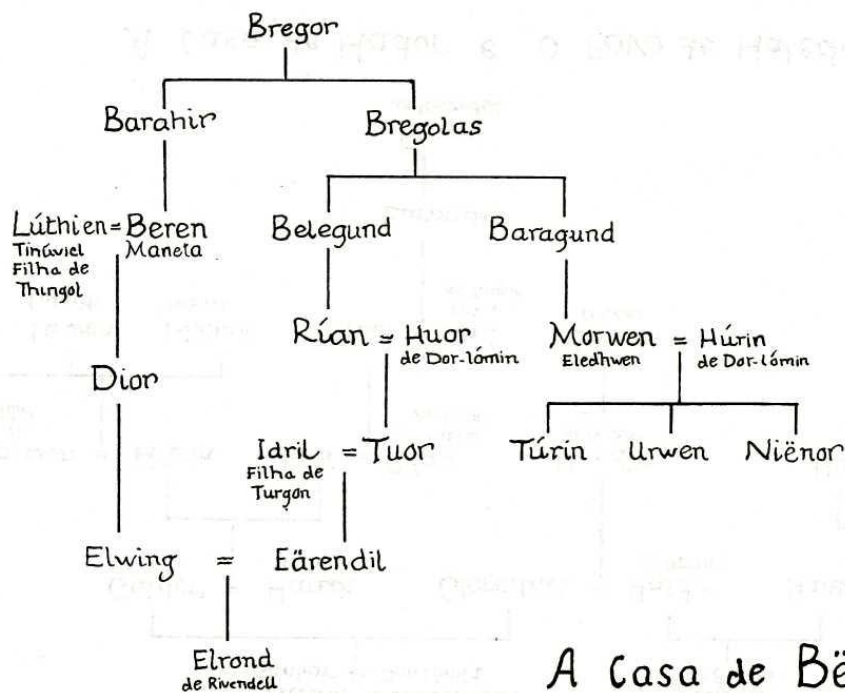 Bregor
Barahir Bregolas
Lúthien = Beren Belegund Baragund
Tinúviel Maneta
Filha de
Thingol
Rían = Huor Morwen = Húrin
de Dor-lómin Eledhwen de Dor-lómin
Dior
Idril = Tuor Túrin Urwen Niënor
Filha de
Turgon
Elwing = Eärendil
Elrond
de Rivendell
A Casa de Bë